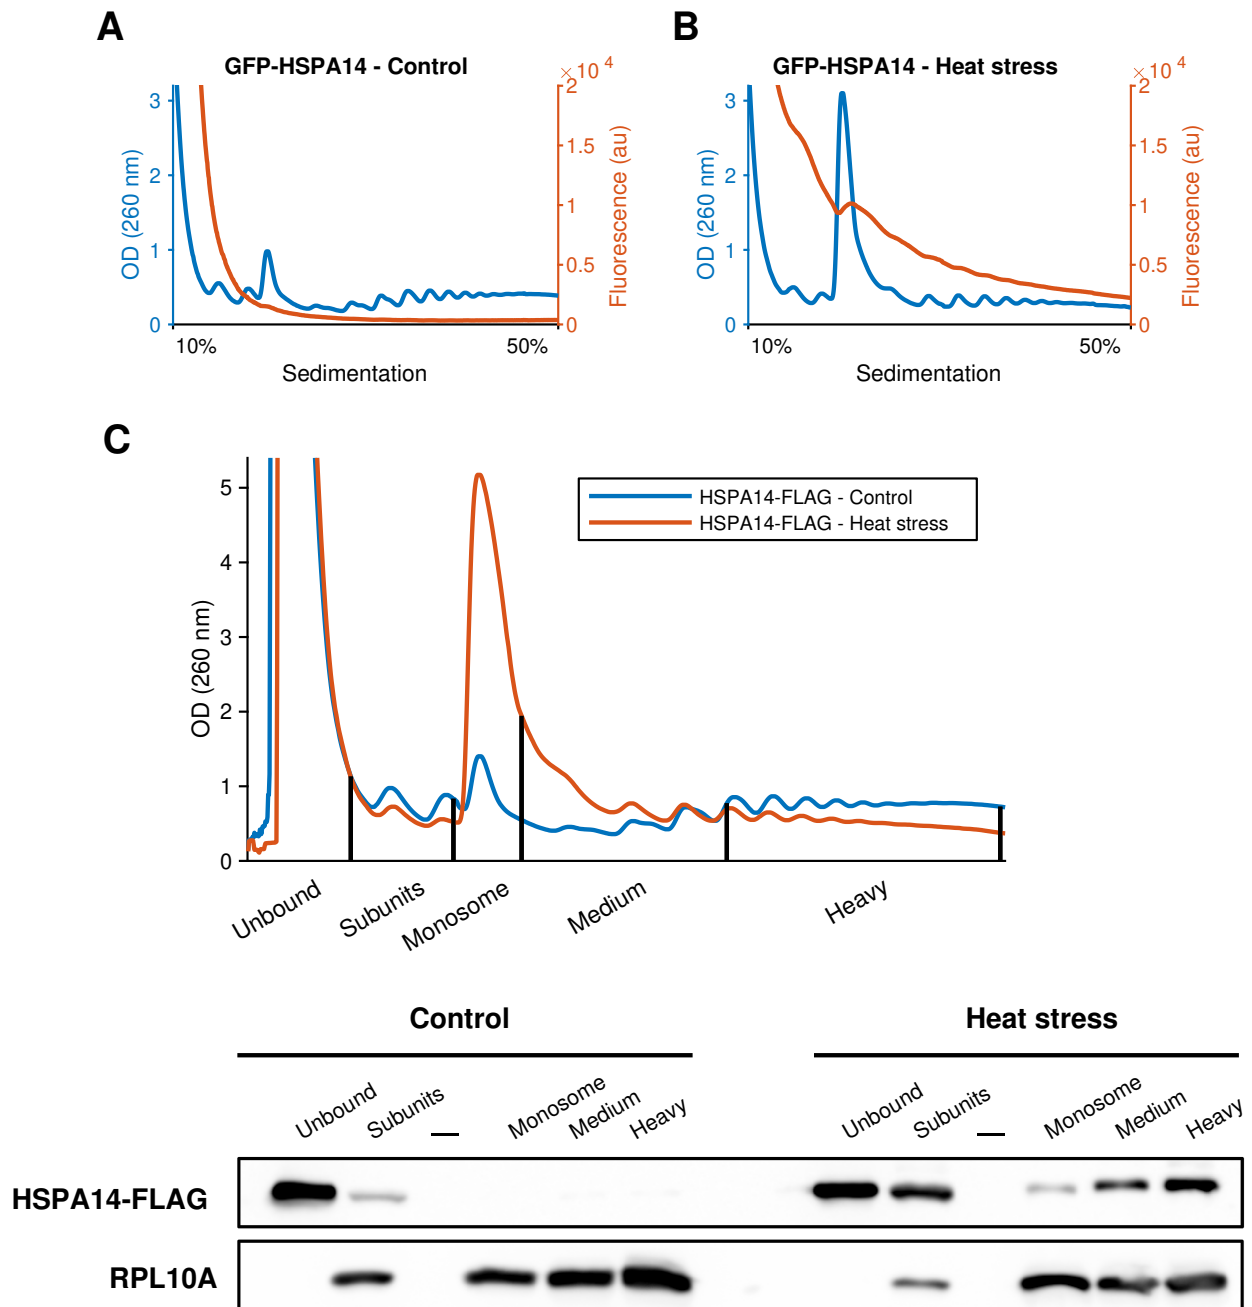 A
B
GFP-HSPA14 - Control
GFP-HSPA14 - Heat stress
×10 4
×10 4
3
2
1
0
OD (260 nm)
2
1.5
1
0.5
0
Fluorescence (au)
10%
50%
Sedimentation
3
2
1
0
OD (260 nm)
2
1.5
1
0.5
0
Fluorescence (au)
10%
50%
Sedimentation
C
5
4
3
2
1
0
OD (260 nm)
HSPA14-FLAG - Control
HSPA14-FLAG - Heat stress
Unbound
Subunits
Monosome
Medium
Heavy
Control
Heat stress
Unbound
Subunits
Monosome
Medium
Heavy
Unbound
Subunits
Monosome
Medium
Heavy
HSPA14-FLAG
RPL10A